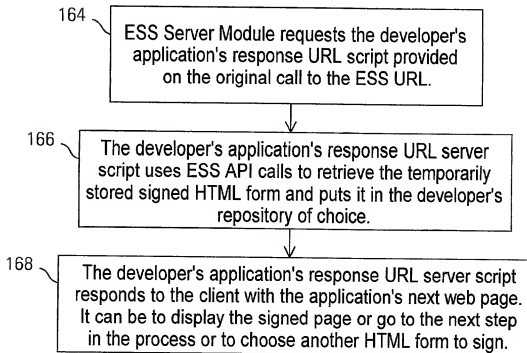 164
ESS Server Module requests the developer's
application's response URL script provided
on the original call to the ESS URL.
166
The developer's application's response URL server
script uses ESS API calls to retrieve the temporarily
stored signed HTML form and puts it in the developer's
repository of choice.
168
The developer's application's response URL server script
responds to the client with the application's next web page.
It can be to display the signed page or go to the next step
in the process or to choose another HTML form to sign.